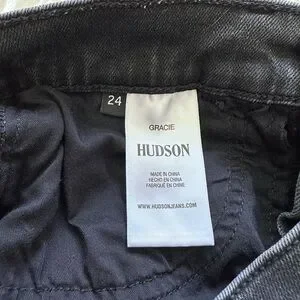 24
GRACIE
HUDSON
MADE IN CHINA
HECHO EN CHINA
FABRIQUÉ EN CHINE
WWW.HUDSONJEANS.COM